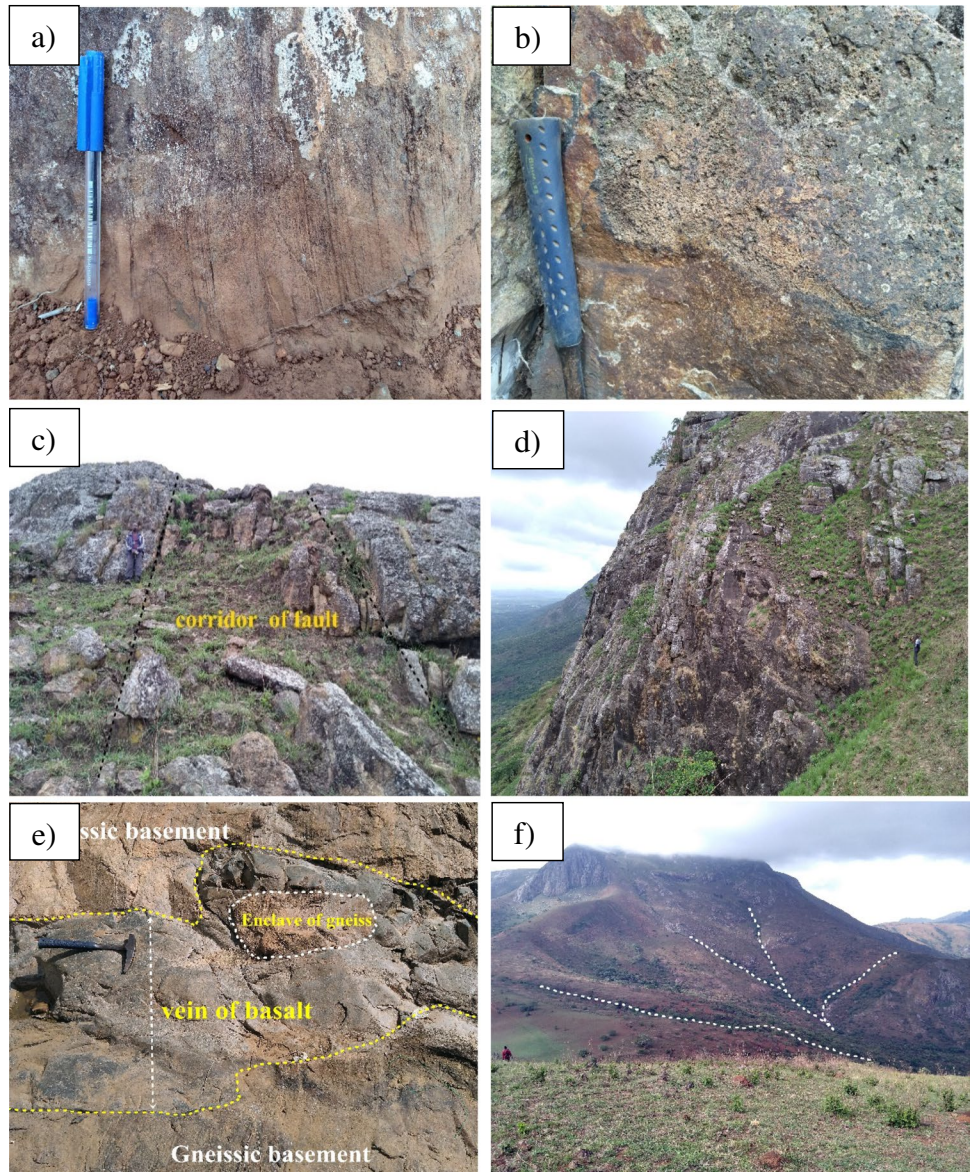 a)
b)
c)
corridor of fault
d)
e)
ssic basement
Enclave of gneiss
vein of basalt
Gneissic basement
f)